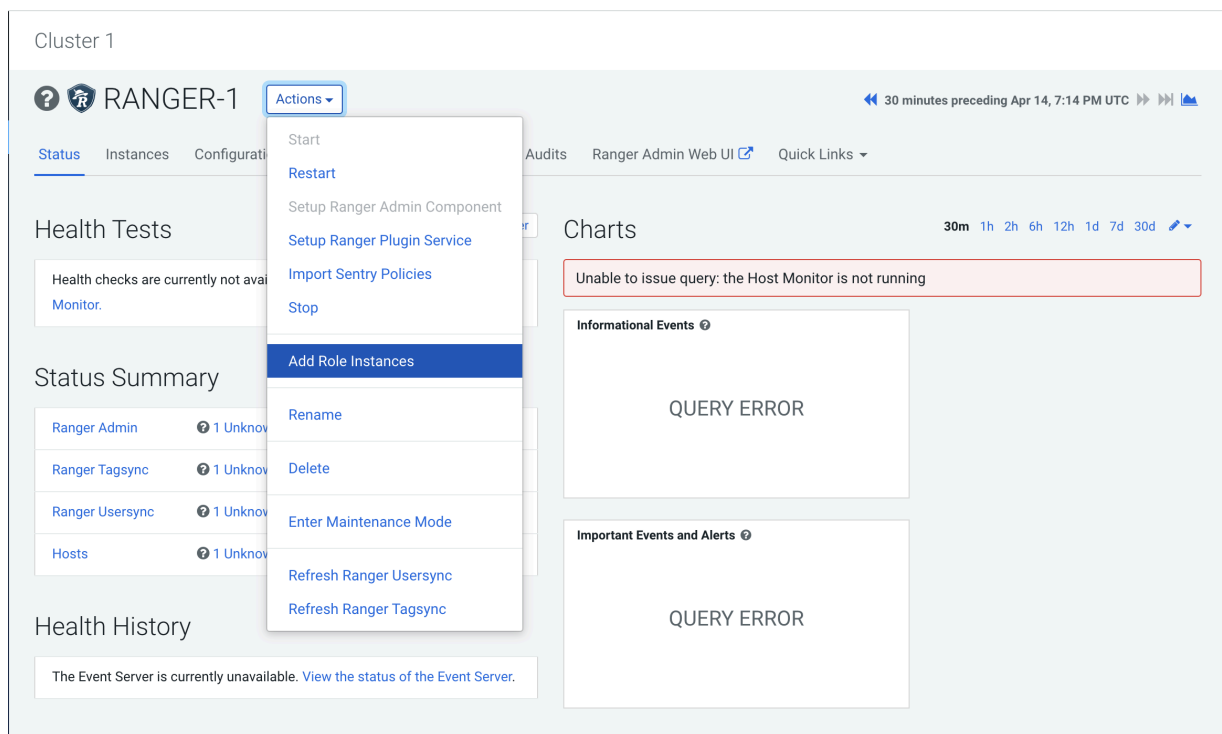 Cluster 1
RANGER-1
Actions
30 minutes preceding Apr 14, 7:14 PM UTC
Status Instances Audits Ranger Admin Web UI Quick Links
Start
Restart
Setup Ranger Admin Component
Setup Ranger Plugin Service
Import Sentry Policies
Stop
Add Role Instances
Rename
Delete
Enter Maintenance Mode
Refresh Ranger Usersync
Refresh Ranger Tagsync
Health Tests
Health checks are currently not
Monitor.
Status Summary
Ranger Admin ? 1
Ranger Tagsync ? 1
Ranger Usersync ? 1
Hosts ? 1
Health History
The Event Server is currently unavailable. View the status of the Event Server.
Charts
30m 1h 2h 6h 12h 1d 7d 30d
Unable to issue query: the Host Monitor is not running
Informational Events ?
QUERY ERROR
Important Events and Alerts ?
QUERY ERROR